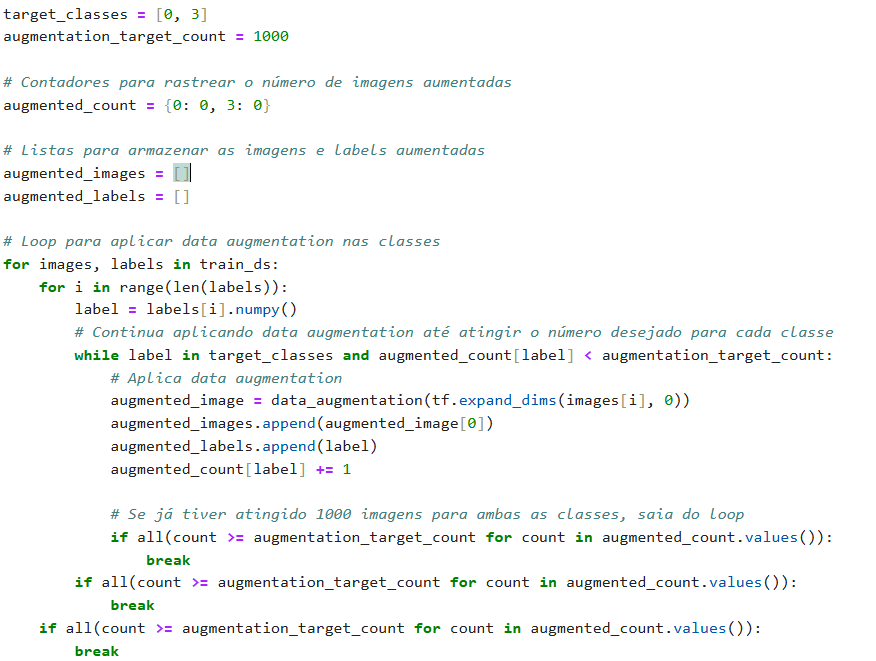 target_classes = [0, 3]
augmentation_target_count = 1000
# Contadores para rastrear o número de imagens aumentadas
augmented_count = {0: 0, 3: 0}
# Listas para armazenar as imagens e labels aumentadas
augmented_images = []
augmented_labels = []
# Loop para aplicar data augmentation nas classes
for images, labels in train_ds:
    for i in range(len(labels)):
        label = labels[i].numpy()
        # Continua aplicando data augmentation até atingir o número desejado para cada classe
        while label in target_classes and augmented_count[label] < augmentation_target_count:
            # Aplica data augmentation
            augmented_image = data_augmentation(tf.expand_dims(images[i], 0))
            augmented_images.append(augmented_image[0])
            augmented_labels.append(label)
            augmented_count[label] += 1
            # Se já tiver atingido 1000 imagens para ambas as classes, saia do loop
            if all(count >= augmentation_target_count for count in augmented_count.values()):
                break
        if all(count >= augmentation_target_count for count in augmented_count.values()):
            break
    if all(count >= augmentation_target_count for count in augmented_count.values()):
        break